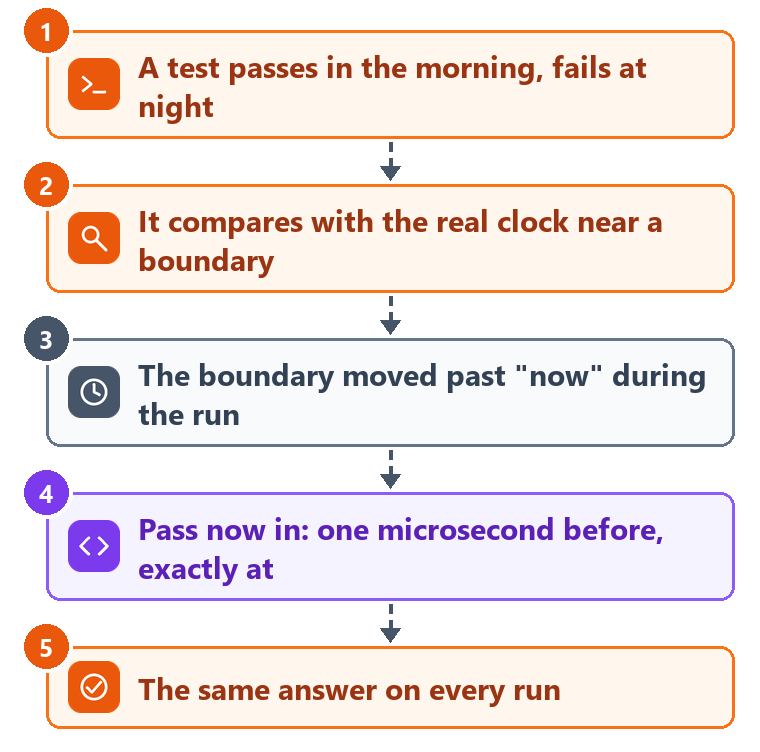 1
A test passes in the morning, fails at
night
2
It compares with the real clock near a
boundary
3
The boundary moved past "now" during
the run
4
Pass now in: one microsecond before,
exactly at
5
The same answer on every run